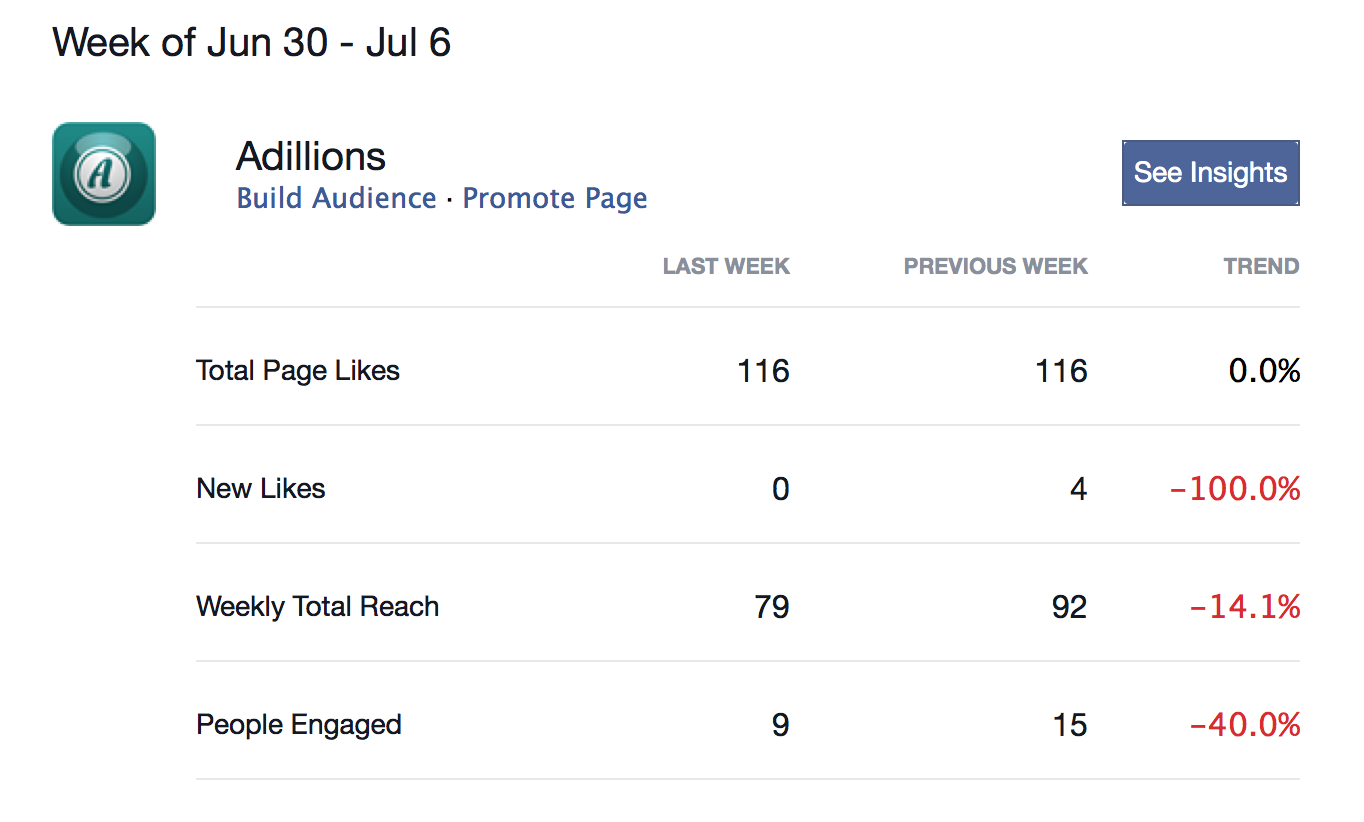 Week of Jun 30 - Jul 6
A
Adillions
Build Audience · Promote Page
See Insights
LAST WEEK PREVIOUS WEEK TREND
Total Page Likes 116 116 0.0%
New Likes 0 4 -100.0%
Weekly Total Reach 79 92 -14.1%
People Engaged 9 15 -40.0%